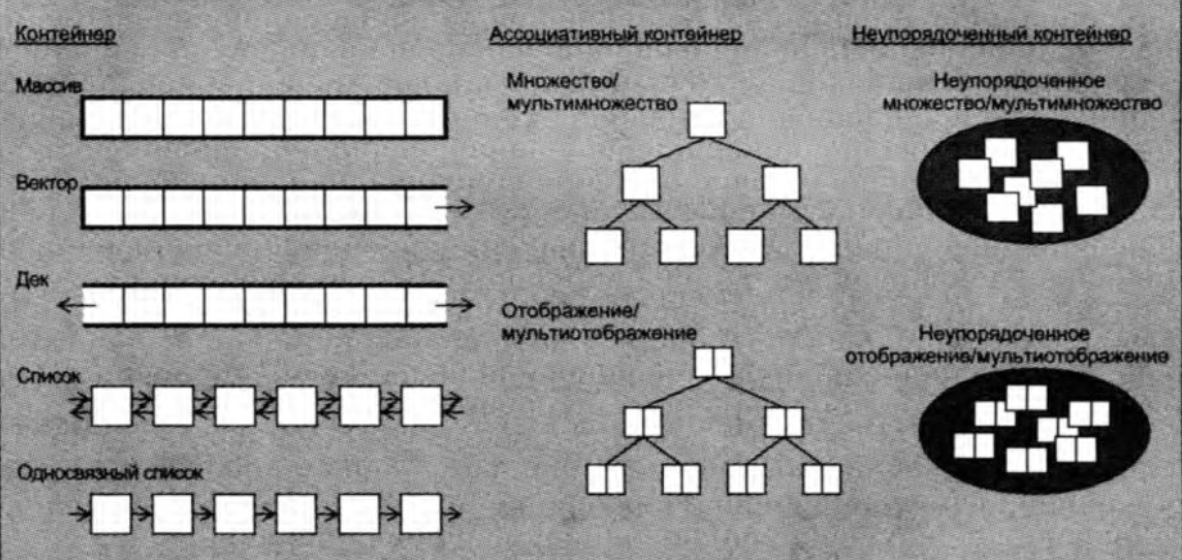 Контейнер
Массив
Вектор
Дек
Список
Односвязный список
Ассоциативный контейнер
Множество/
мультимножество
Отображение/
мультиотображение
Неупорядоченный контейнер
Неупорядоченное
множество/мультимножество
Неупорядоченное
отображение/мультиотображение